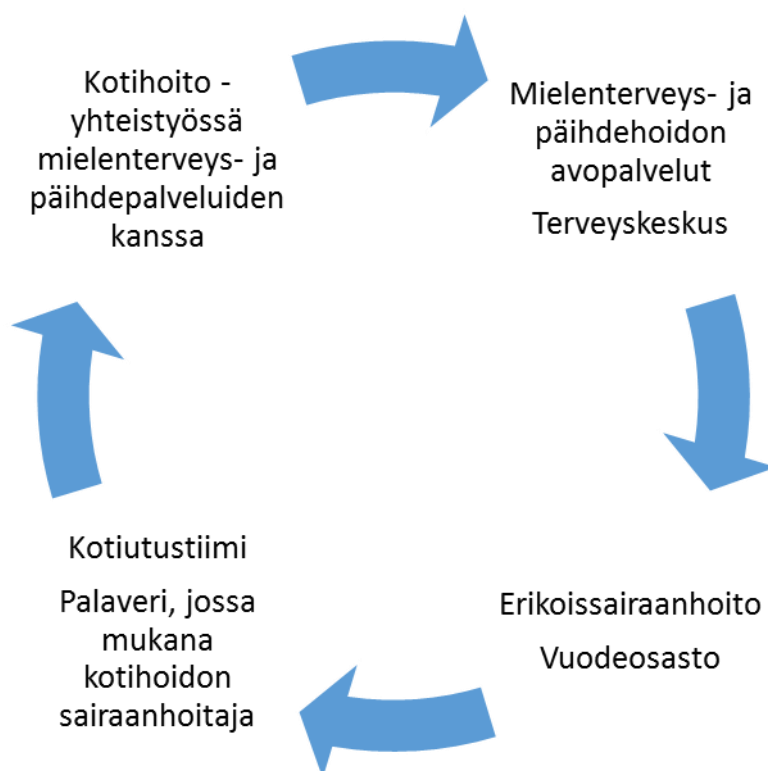 Kotihoito -
yhteistyössä
mielenterveys- ja
päihdepalveluiden
kanssa
Mielenterveys- ja
päihdehoidon
avopalvelut
Terveyskeskus
Erikoissairaanhoito
Vuodeosasto
Kotiutustiimi
Palaveri, jossa
mukana
kotihoidon
sairaanhoitaja